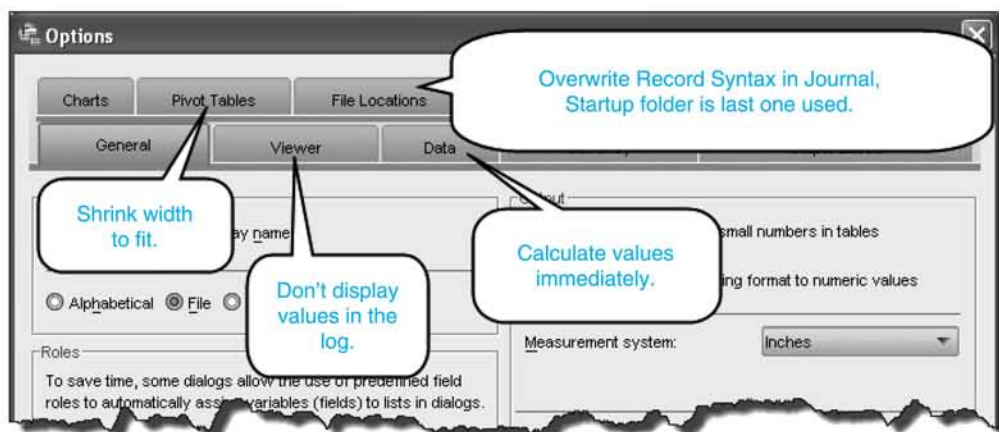 Options
Overwrite Record Syntax in Journal,
Startup folder is last one used.
Charts
Pivot Tables
File Locations
General
Viewer
Data
Shrink width
to fit.
Output
ay name
small numbers in tables
Calculate values
immediately.
Don't display
values in the
log.
ing format to numeric values
Alphabetical
File
Measurement system:
Inches
Roles
To save time, some dialogs allow the use of predefined field
roles to automatically assign variables (fields) to lists in dialogs.